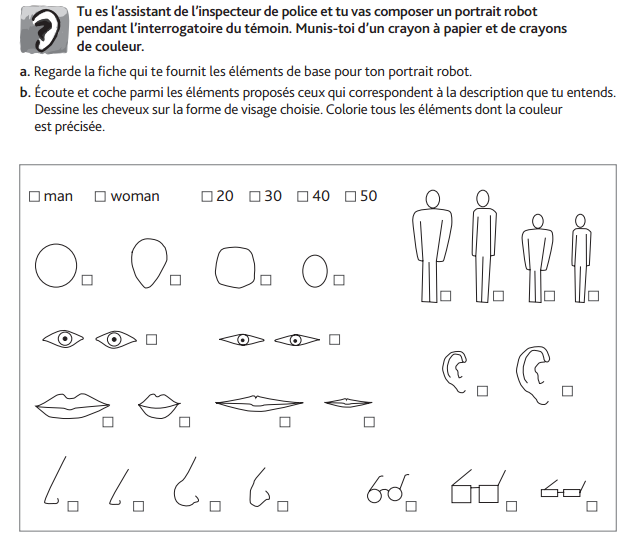 Tu es l'assistant de l'inspecteur de police et tu vas composer un portrait robot
pendant l'interrogatoire du témoin. Munis-toi d'un crayon à papier et de crayons
de couleur.
a. Regarde la fiche qui te fournit les éléments de base pour ton portrait robot.
b. Écoute et coche parmi les éléments proposés ceux qui correspondent à la description que tu entends.
Dessine les cheveux sur la forme de visage choisie. Colorie tous les éléments dont la couleur
est précisée.
□ man □ woman □ 20 □ 30 □ 40 □ 50